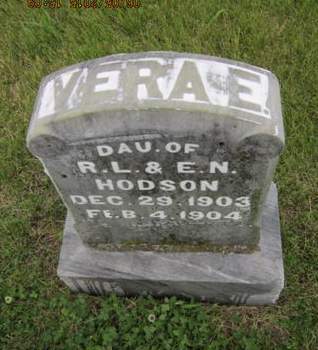 VERA E.
DAU. OF
R. L. & E. N.
HODSON
DEC. 29, 1903
FEB. 4, 1904